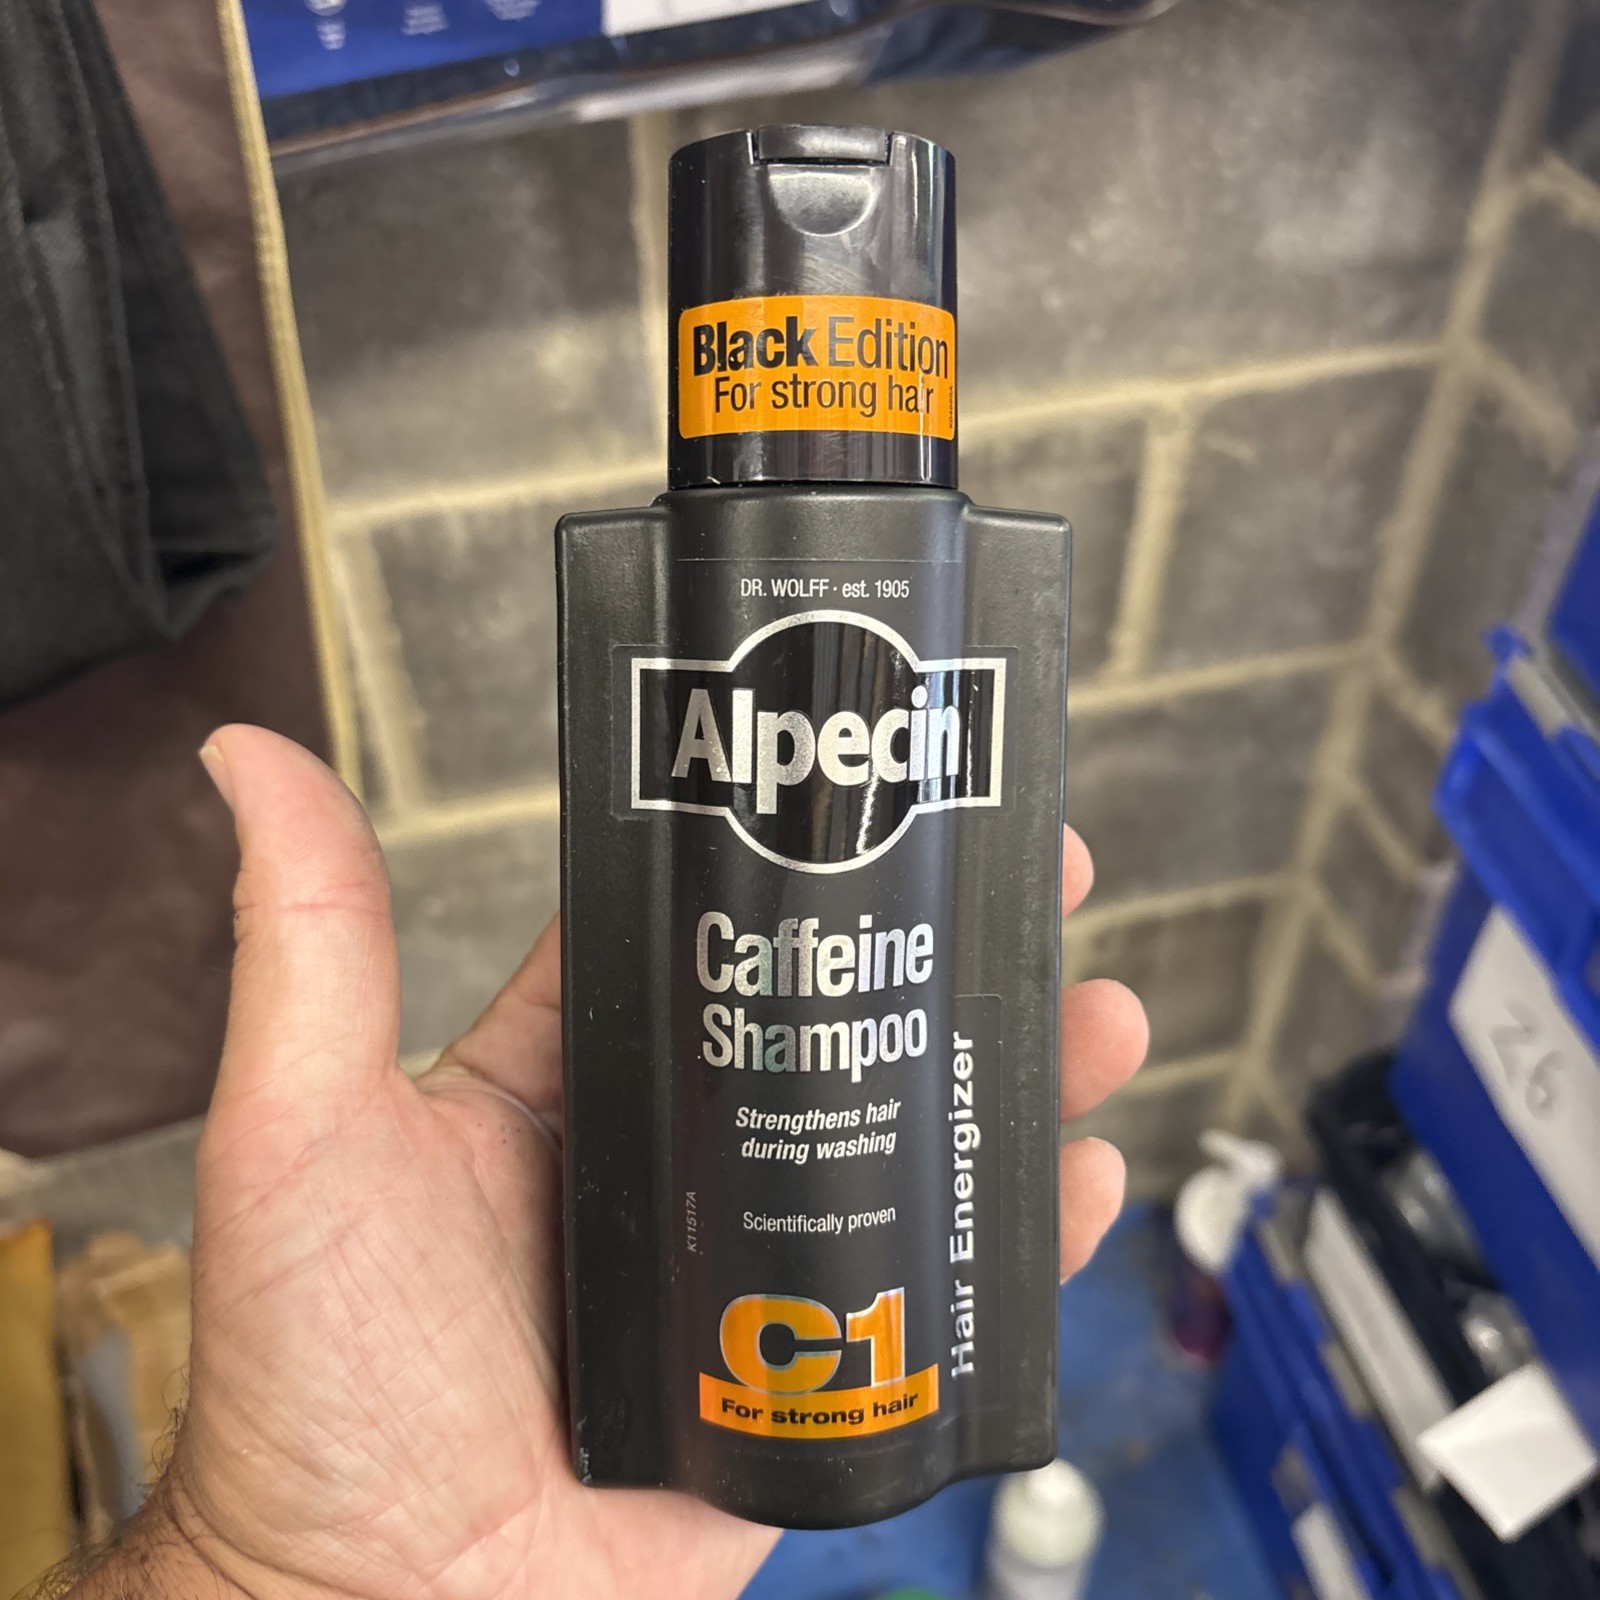 Black Edition
For strong hair
DR. WOLFF · est. 1905
Alpecin
Caffeine
Shampoo
Strengthens hair
during washing
Scientifically proven
K11517A
Hair Energizer
C1
For strong hair